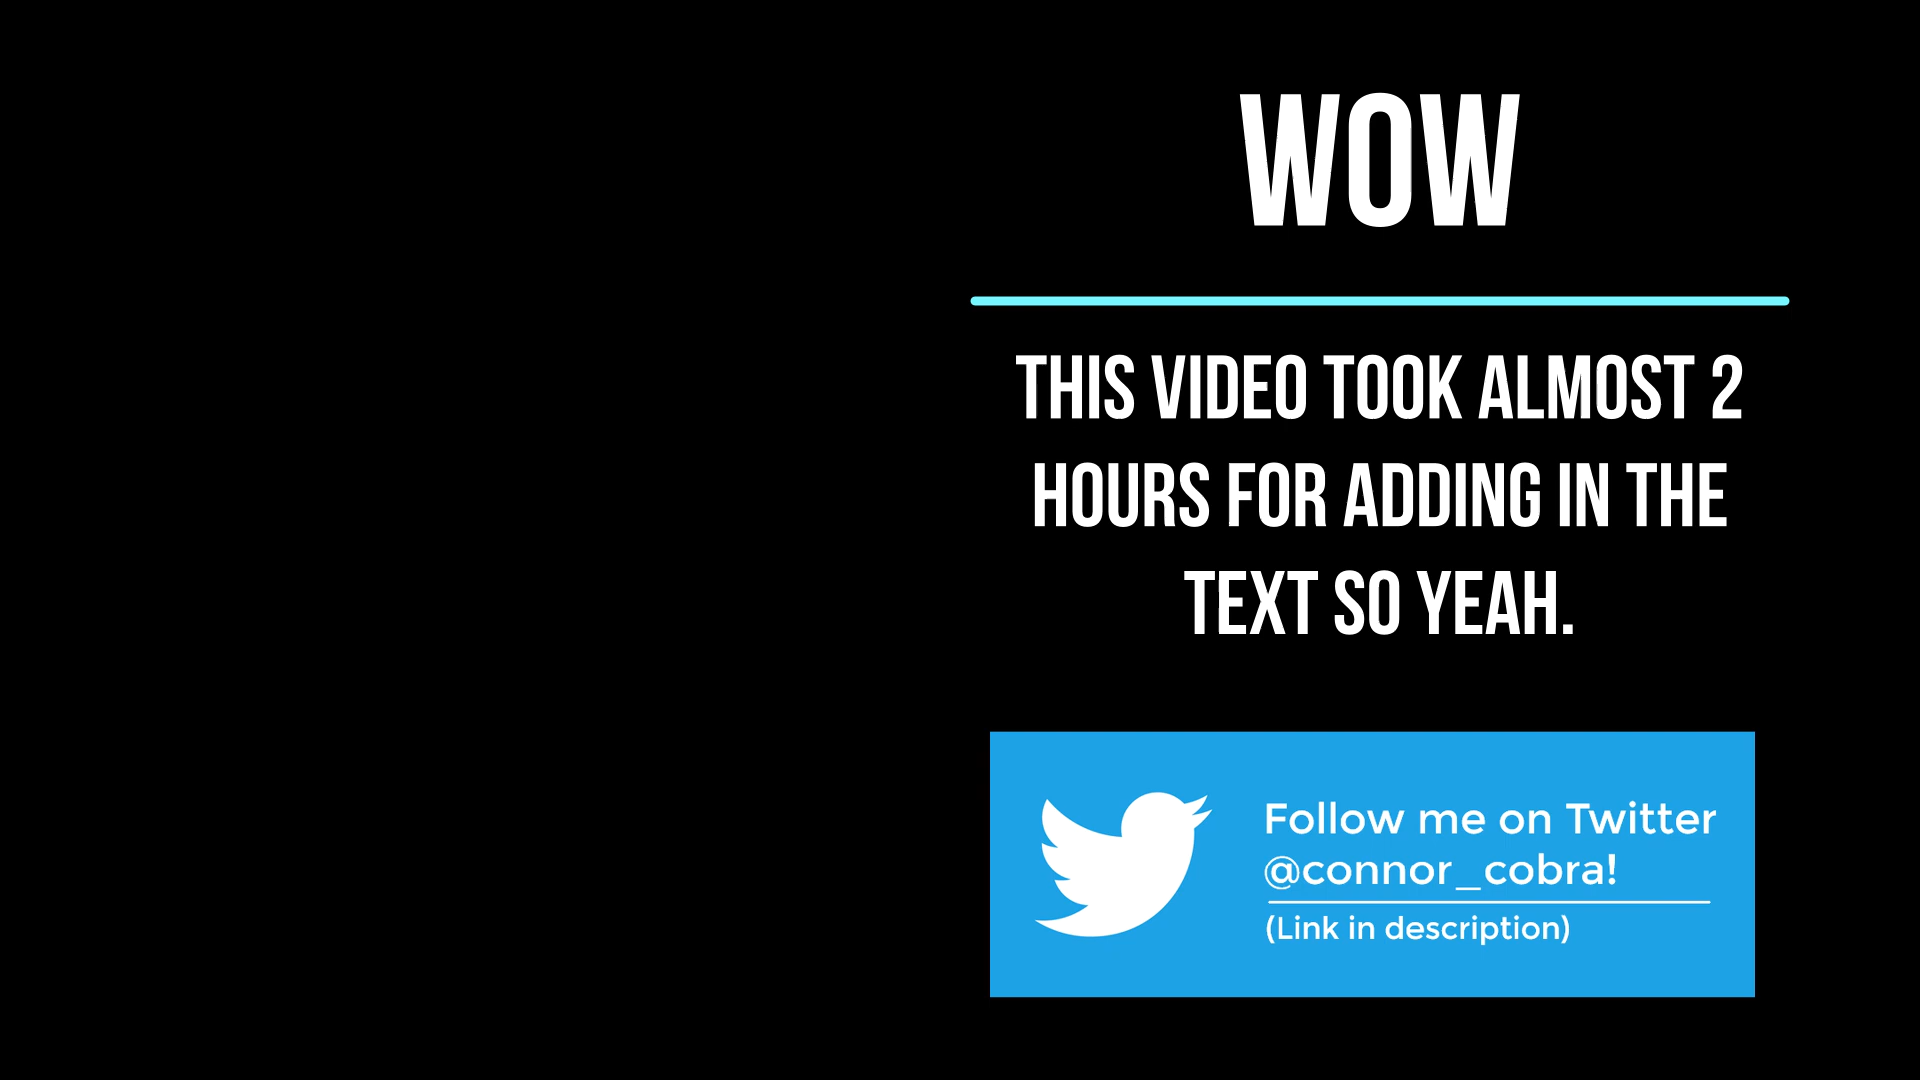 WOW
THIS VIDEO TOOK ALMOST 2
HOURS FOR ADDING IN THE
TEXT SO YEAH.
Follow me on Twitter
@connor_cobra!
(Link in description)